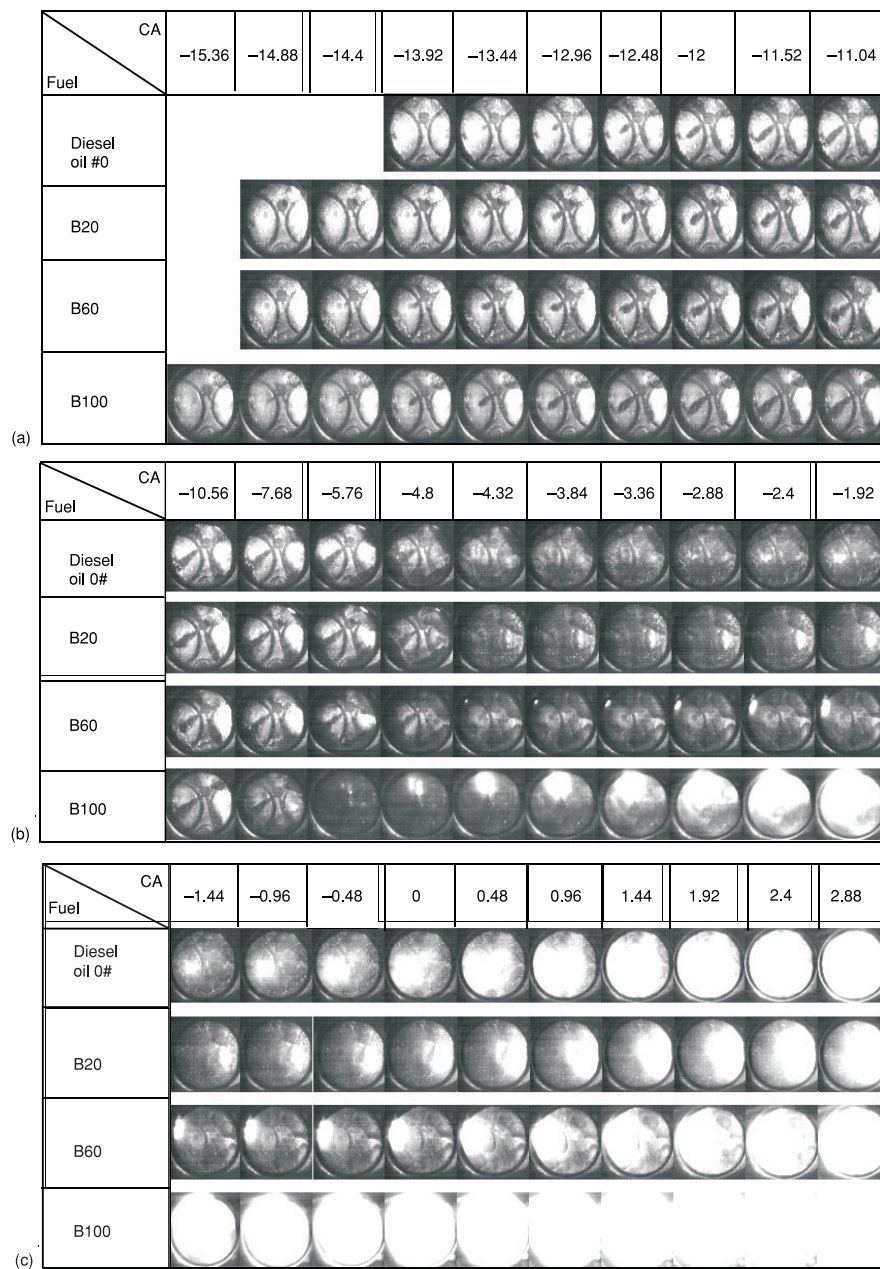 CA
Fuel
−15.36 −14.88 −14.4 −13.92 −13.44 −12.96 −12.48 −12 −11.52 −11.04
Diesel
oil #0
B20
B60
B100
(a)
CA
Fuel
−10.56 −7.68 −5.76 −4.8 −4.32 −3.84 −3.36 −2.88 −2.4 −1.92
Diesel
oil 0#
B20
B60
B100
(b)
CA
Fuel
−1.44 −0.96 −0.48 0 0.48 0.96 1.44 1.92 2.4 2.88
Diesel
oil 0#
B20
B60
B100
(c)